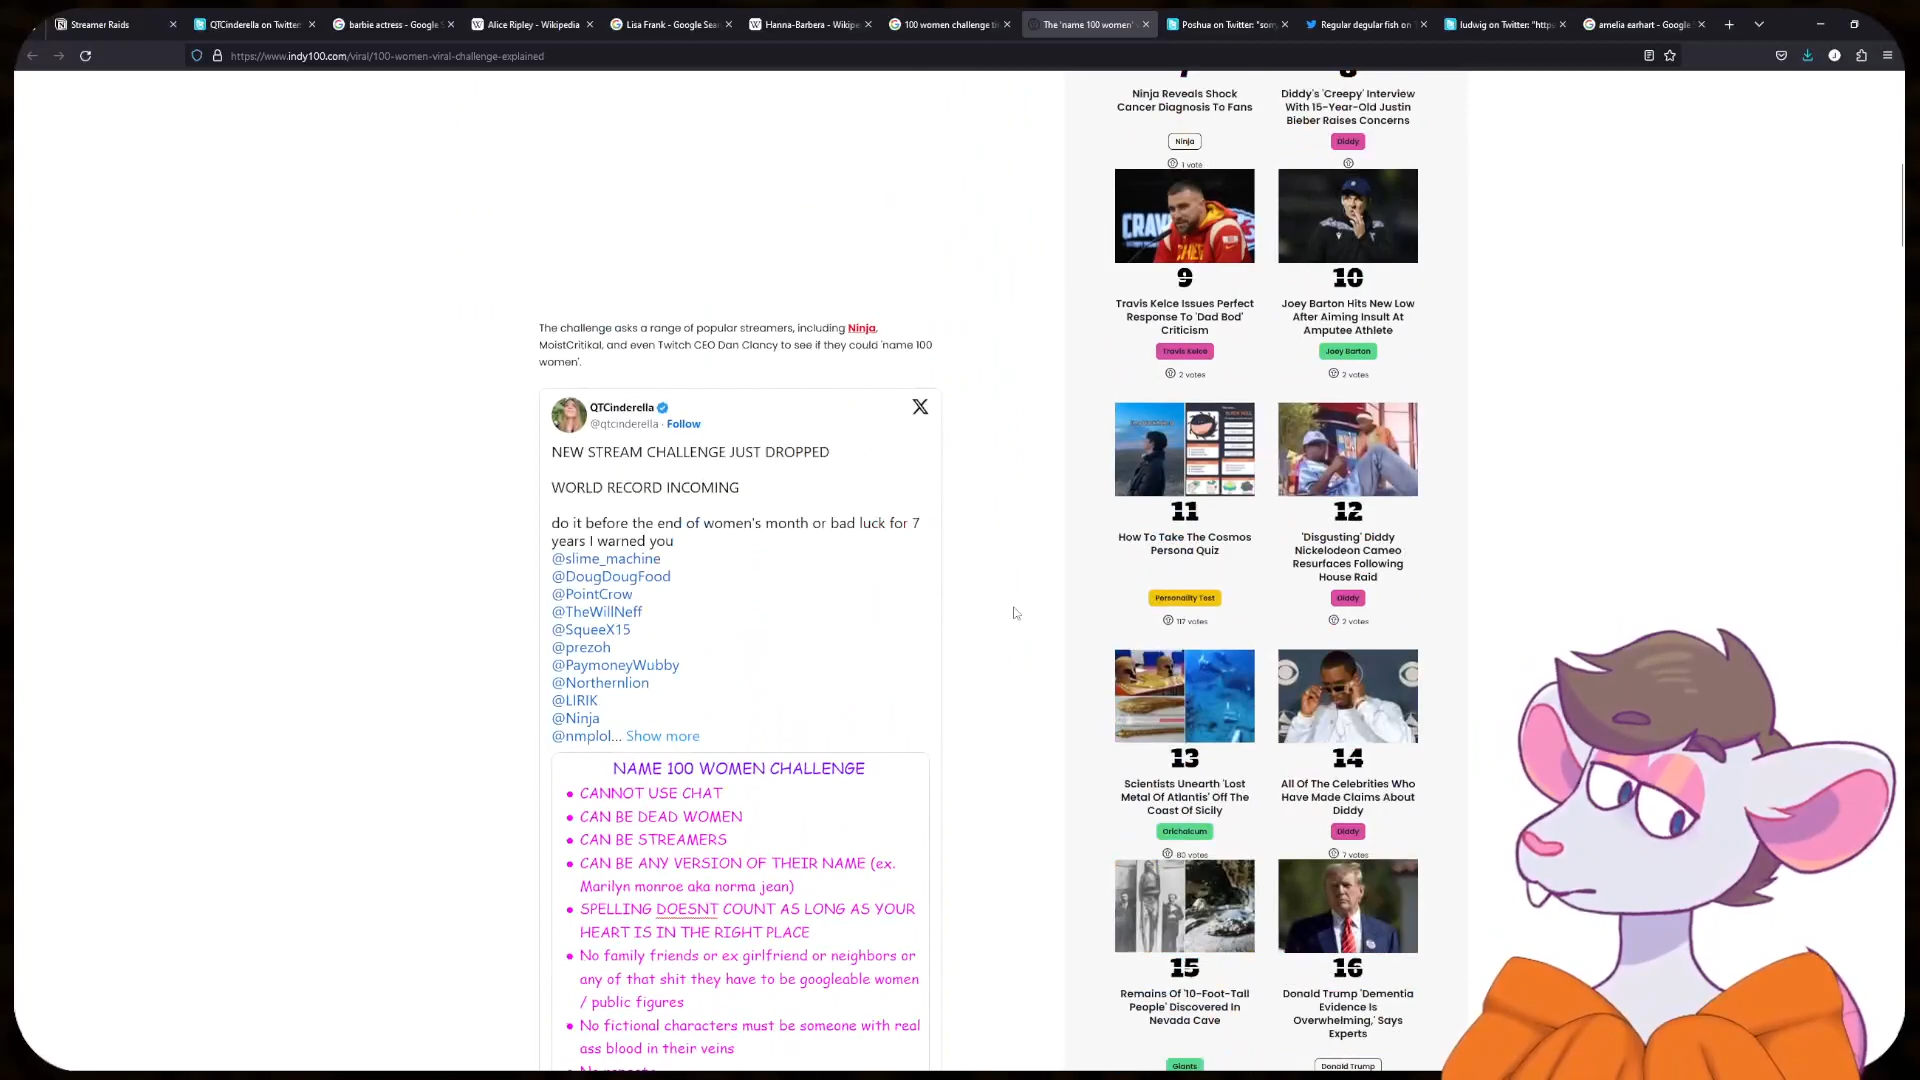 Streamer Raids
QTCinderella on Twitter
barbie actress - Google S
Alice Ripley - Wikipedia
Lisa Frank - Google Sea
Hanna-Barbera - Wikipe
100 women challenge ti
The 'name 100 women'
Poshua on Twitter: "som
Regular degular fish on
ludwig on Twitter: "http
amelia earhart - Google
https://www.indy100.com/viral/100-women-viral-challenge-explained
The challenge asks a range of popular streamers, including Ninja,
MoistCritikal, and even Twitch CEO Dan Clancy to see if they could 'name 100
women'.
QTCinderella
@qtcinderella · Follow
NEW STREAM CHALLENGE JUST DROPPED
WORLD RECORD INCOMING
do it before the end of women's month or bad luck for 7
years I warned you
@slime_machine
@DougDougFood
@PointCrow
@TheWillNeff
@SqueeX15
@prezoh
@PaymoneyWubby
@Northernlion
@LIRIK
@Ninja
@nmplol... Show more
NAME 100 WOMEN CHALLENGE
• CANNOT USE CHAT
• CAN BE DEAD WOMEN
• CAN BE STREAMERS
• CAN BE ANY VERSION OF THEIR NAME (ex.
Marilyn monroe aka norma jean)
• SPELLING DOESNT COUNT AS LONG AS YOUR
HEART IS IN THE RIGHT PLACE
• No family friends or ex girlfriend or neighbors or
any of that shit they have to be googleable women
/ public figures
• No fictional characters must be someone with real
ass blood in their veins
Ninja Reveals Shock
Cancer Diagnosis To Fans
Ninja
1 vote
Diddy's 'Creepy' Interview
With 15-Year-Old Justin
Bieber Raises Concerns
Diddy
CRAW
CHIEFS
9
Travis Kelce Issues Perfect
Response To 'Dad Bod'
Criticism
Travis Kelce
2 votes
10
Joey Barton Hits New Low
After Aiming Insult At
Amputee Athlete
Joey Barton
2 votes
11
How To Take The Cosmos
Persona Quiz
Personality Test
117 votes
12
'Disgusting' Diddy
Nickelodeon Cameo
Resurfaces Following
House Raid
Diddy
2 votes
13
Scientists Unearth 'Lost
Metal Of Atlantis' Off The
Coast Of Sicily
Orichalcum
80 votes
14
All Of The Celebrities Who
Have Made Claims About
Diddy
Diddy
7 votes
15
Remains Of '10-Foot-Tall
People' Discovered In
Nevada Cave
Giants
16
Donald Trump 'Dementia
Evidence Is
Overwhelming,' Says
Experts
Donald Trump